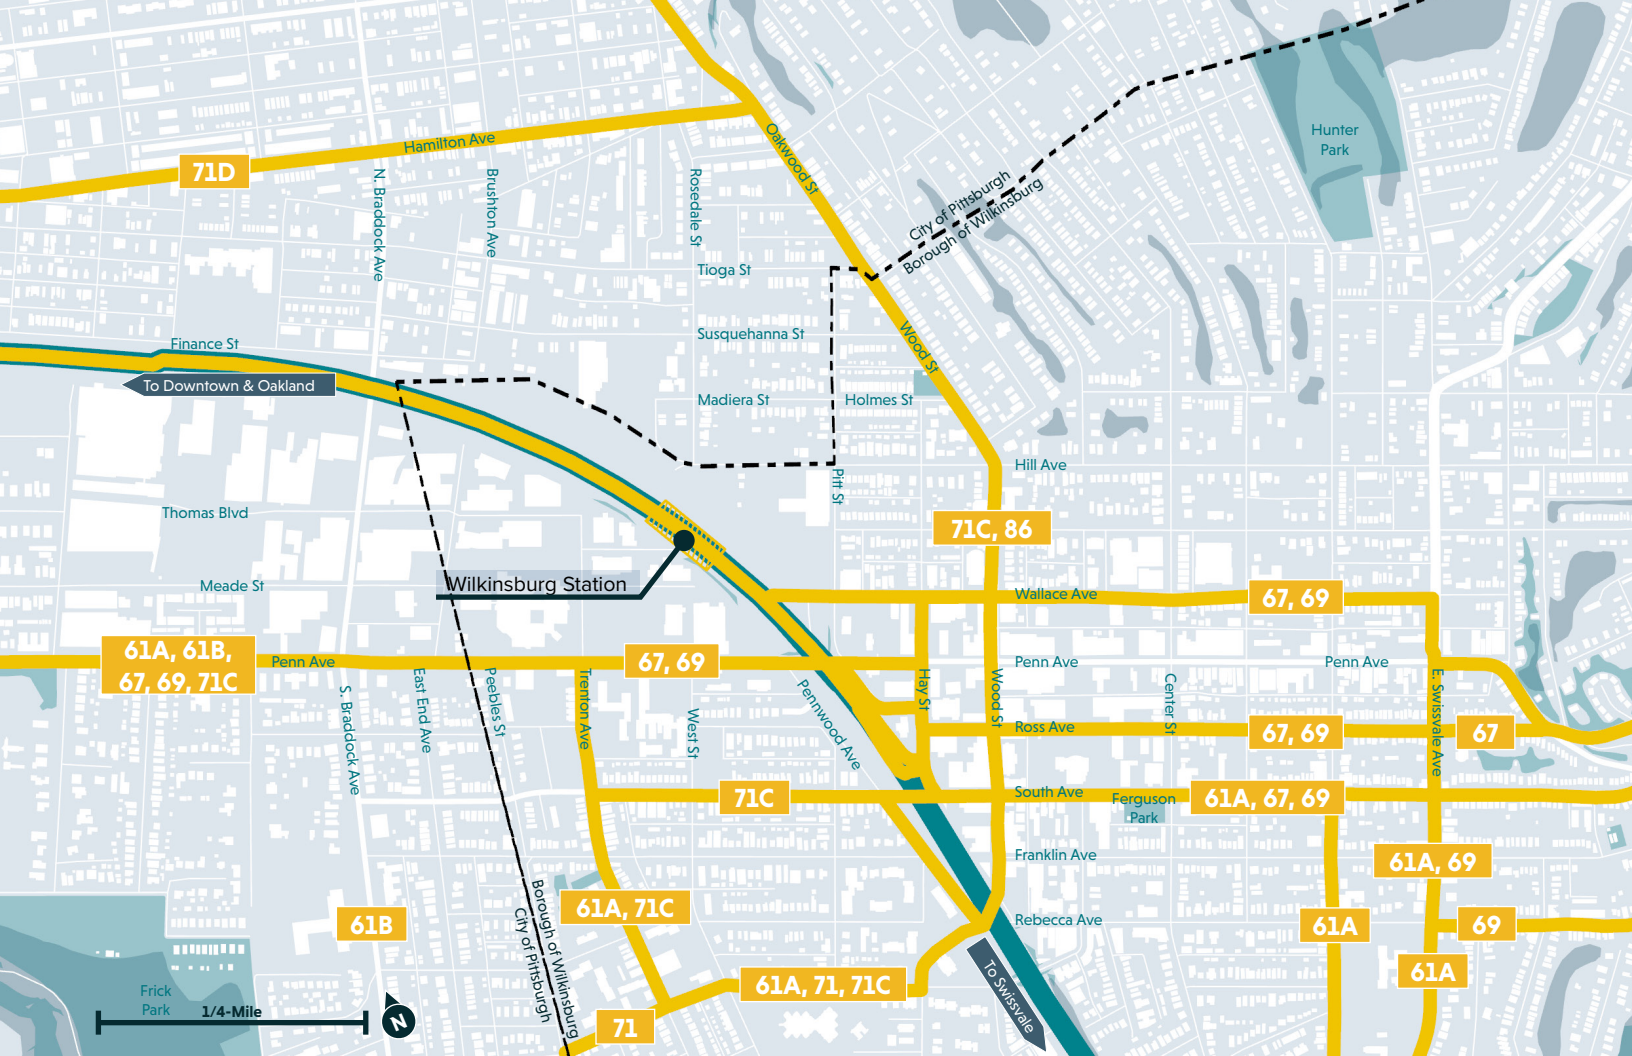 Hunter
Park
Oakwood St
Hamilton Ave
71D
N. Braddock Ave
Brushton Ave
Rosedale St
City of Pittsburgh
Borough of Wilkinsburg
Tioga St
Susquehanna St
Wood St
Finance St
To Downtown & Oakland
Madiera St
Holmes St
Hill Ave
Pitt St
Thomas Blvd
71C, 86
Meade St
Wilkinsburg Station
Wallace Ave
67, 69
61A, 61B,
67, 69, 71C
Penn Ave
67, 69
Penn Ave
Penn Ave
S. Braddock Ave
East End Ave
Peebles St
Trenton Ave
West St
Pennwood Ave
Hay St
Wood St
Center St
E. Swissvale Ave
Ross Ave
67, 69
67
71C
South Ave
Ferguson
Park
61A, 67, 69
Franklin Ave
61A, 69
61B
Borough of Wilkinsburg
City of Pittsburgh
61A, 71C
Rebecca Ave
61A
69
61A
To Swissvale
61A, 71, 71C
Frick
Park
1/4-Mile
N
71